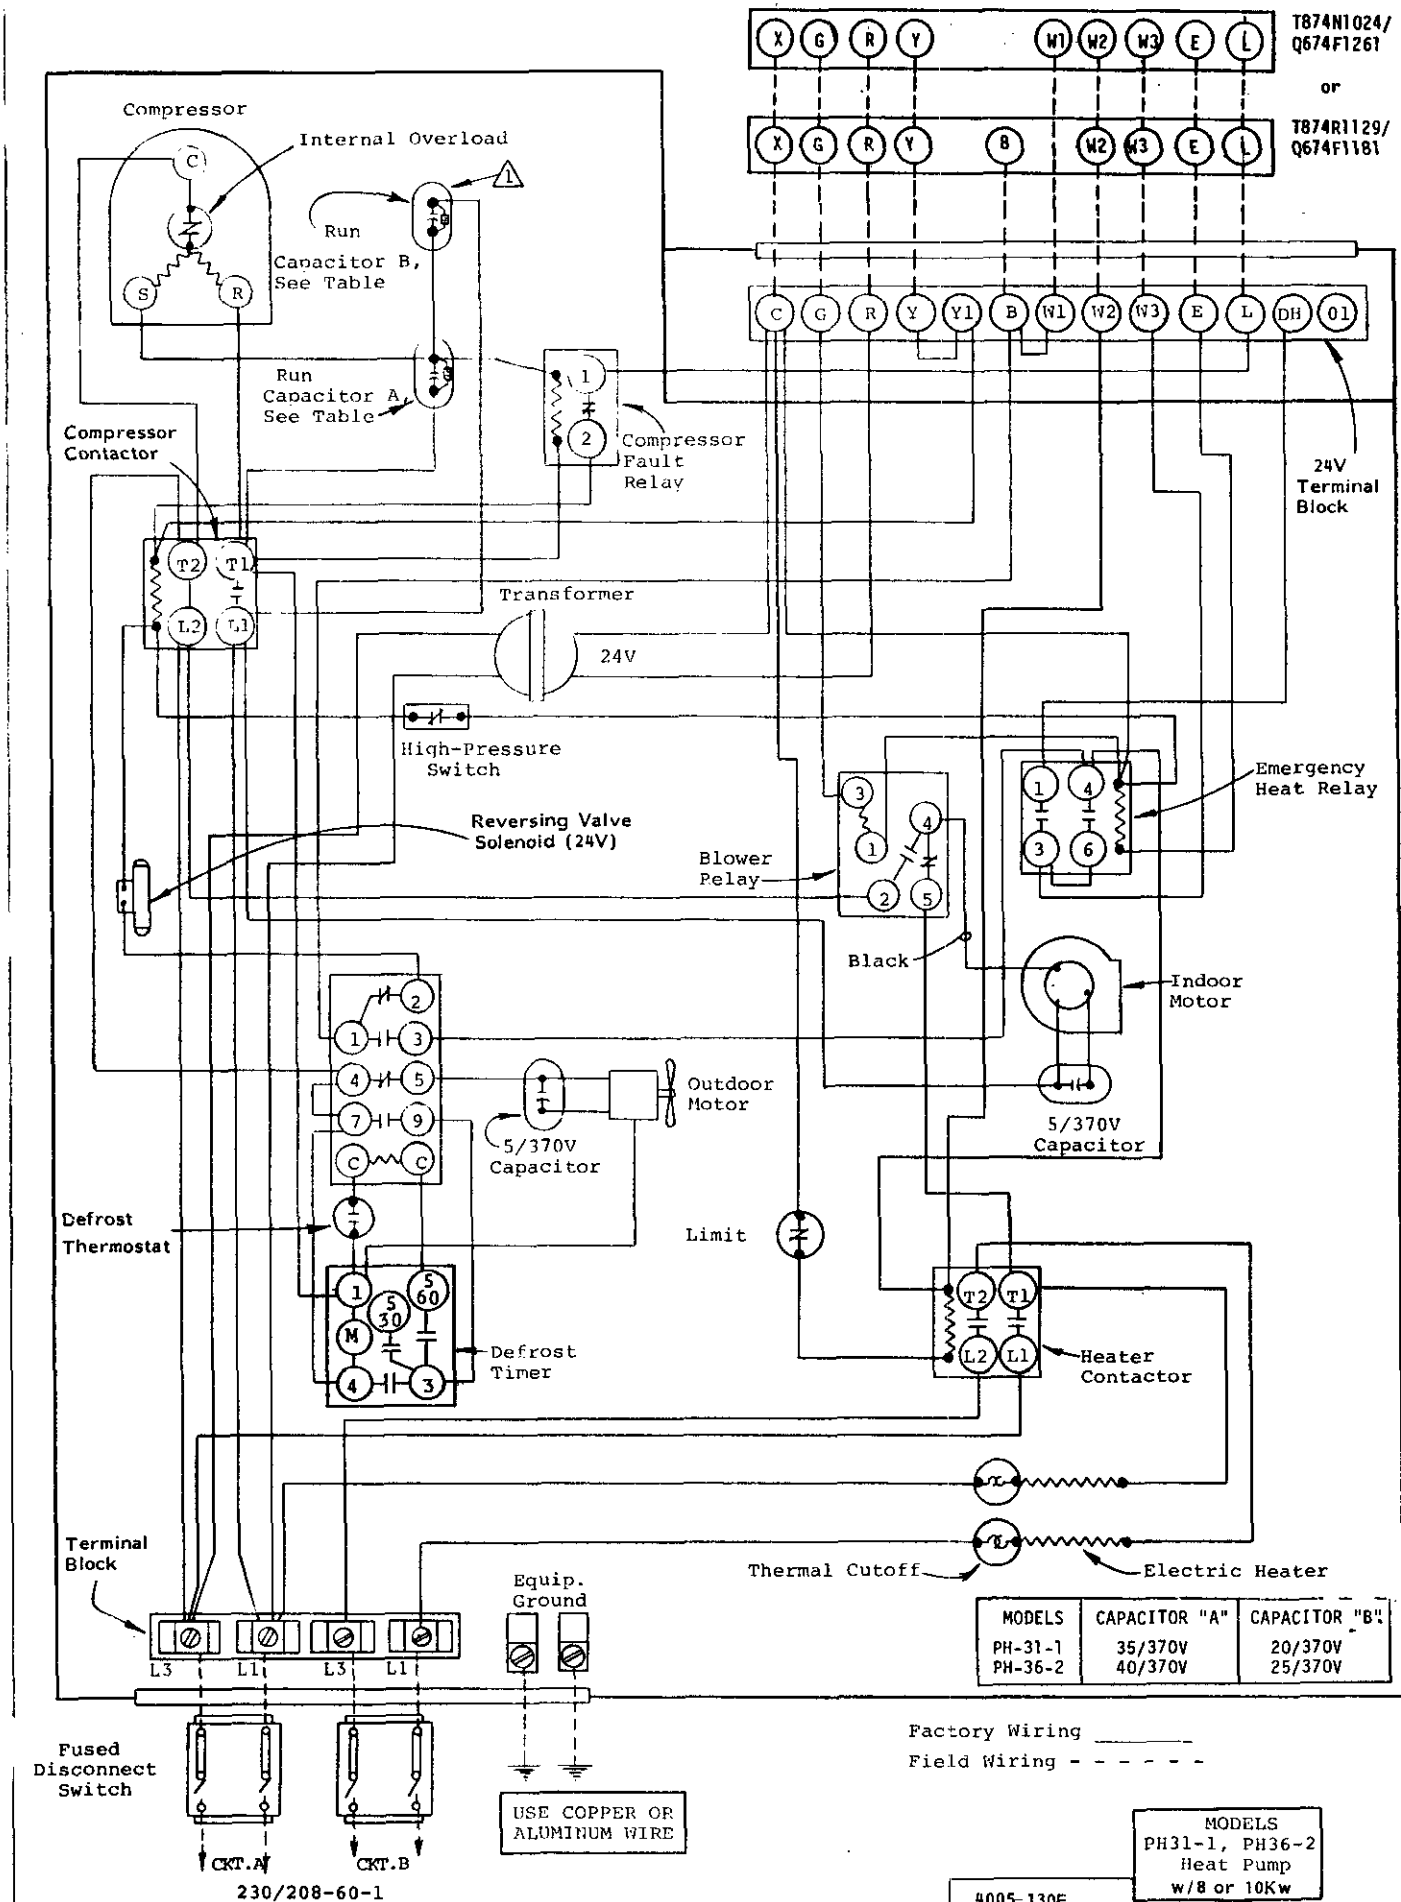 X G R Y W1 W2 W3 E L
T874N1024/
Q674F1261
or
X G R Y B W2 W3 E L
T874R1129/
Q674F1181
Compressor
Internal Overload
C
S R
1
Run
Capacitor B,
See Table
Run
Capacitor A,
See Table
C G R Y Y1 B W1 W2 W3 E L DH 01
1
2
Compressor
Fault
Relay
24V
Terminal
Block
Compressor
Contactor
T2 T1
L2 L1
Transformer
24V
High-Pressure
Switch
Reversing Valve
Solenoid (24V)
3
4
1
2 5
Blower
Relay
1 4
3 6
Emergency
Heat Relay
Black
Indoor
Motor
5/370V
Capacitor
2
1 3
4 5
7 9
C C
Outdoor
Motor
5/370V
Capacitor
Defrost
Thermostat
1
5
30
5
60
M
4 3
Defrost
Timer
Limit
T2 T1
L2 L1
Heater
Contactor
Thermal Cutoff
Electric Heater
Terminal
Block
L3 L1 L3 L1
Equip.
Ground
MODELS CAPACITOR "A" CAPACITOR "B"
PH-31-1 35/370V 20/370V
PH-36-2 40/370V 25/370V
Fused
Disconnect
Switch
Factory Wiring
Field Wiring
USE COPPER OR
ALUMINUM WIRE
CKT.A CKT.B
230/208-60-1
MODELS
PH31-1, PH36-2
Heat Pump
w/8 or 10Kw